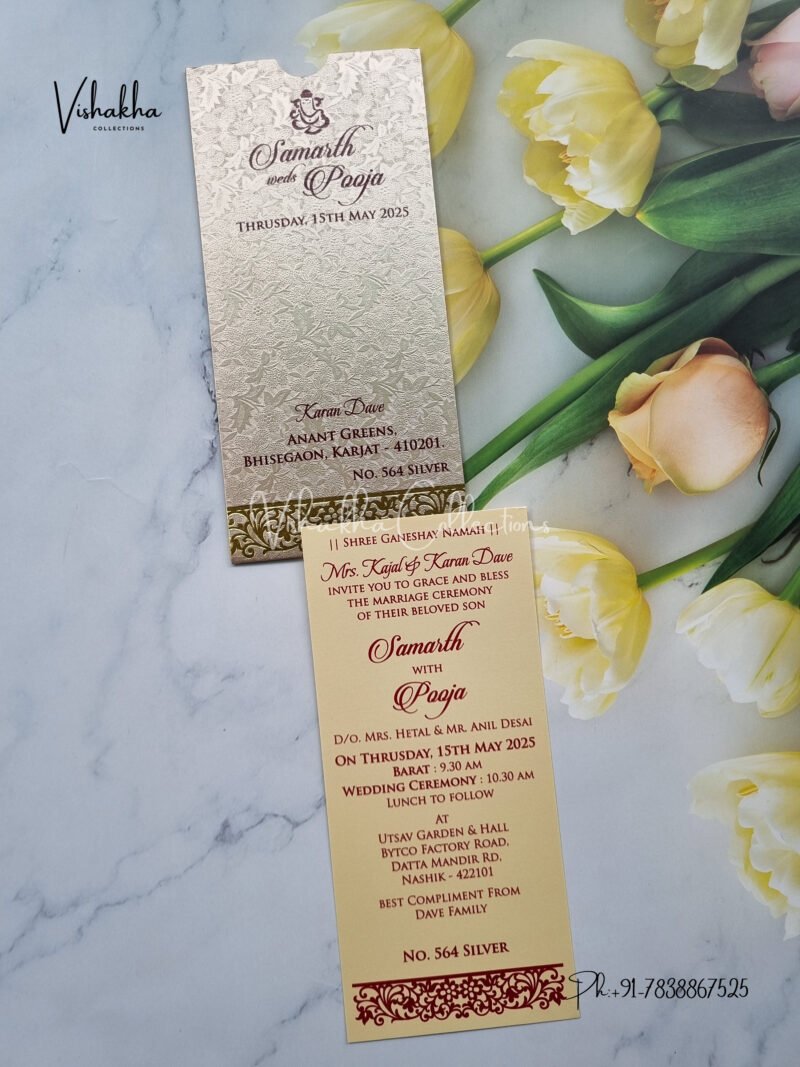 Vishakha
COLLECTIONS
Samarth
weds Pooja
THRUSDAY, 15TH MAY 2025
Karan Dave
ANANT GREENS,
BHISEGAON, KARJAT - 410201.
NO. 564 SILVER
Vishakha Collections
|| SHREE GANESHAY NAMAH ||
Mrs. Kajal & Karan Dave
INVITE YOU TO GRACE AND BLESS
THE MARRIAGE CEREMONY
OF THEIR BELOVED SON
Samarth
WITH
Pooja
D/O. MRS. HETAL & MR. ANIL DESAI
ON THRUSDAY, 15TH MAY 2025
BARAT : 9.30 AM
WEDDING CEREMONY : 10.30 AM
LUNCH TO FOLLOW
AT
UTSAV GARDEN & HALL
BYTCO FACTORY ROAD,
DATTA MANDIR RD,
NASHIK - 422101
BEST COMPLIMENT FROM
DAVE FAMILY
NO. 564 SILVER
Ph:+91-7838867525